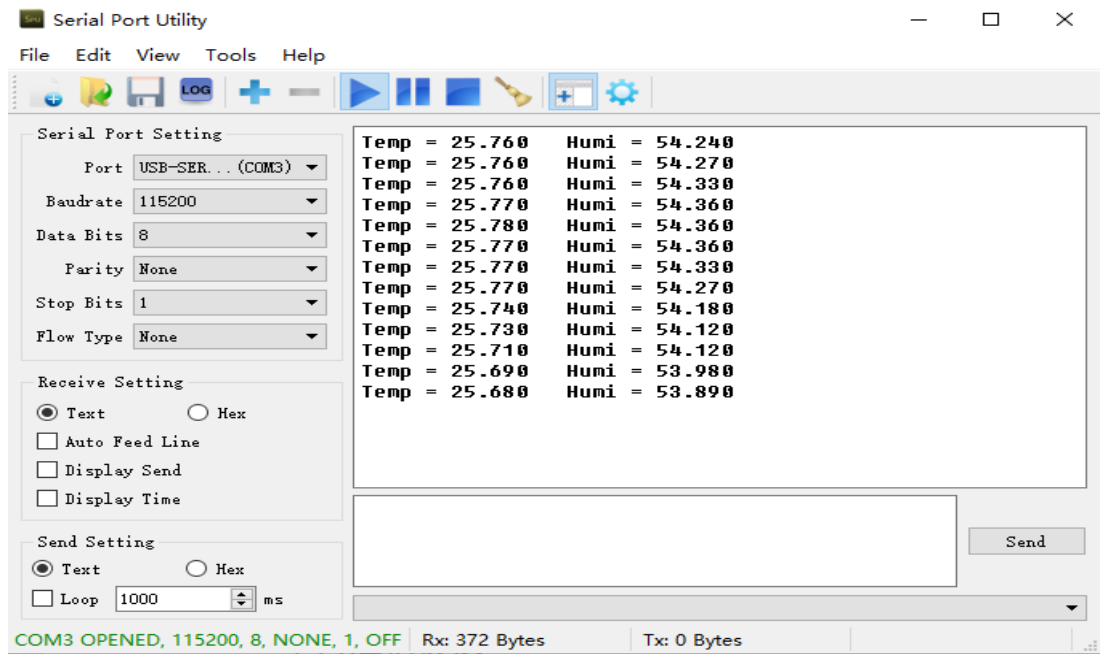 Serial Port Utility
File Edit View Tools Help
LOG
Serial Port Setting
Port USB-SER...(COM3)
Baudrate 115200
Data Bits 8
Parity None
Stop Bits 1
Flow Type None
Receive Setting
Text Hex
Auto Feed Line
Display Send
Display Time
Send Setting
Text Hex
Loop 1000 ms
Temp = 25.760 Humi = 54.240
Temp = 25.760 Humi = 54.270
Temp = 25.760 Humi = 54.330
Temp = 25.770 Humi = 54.360
Temp = 25.780 Humi = 54.360
Temp = 25.770 Humi = 54.360
Temp = 25.770 Humi = 54.330
Temp = 25.770 Humi = 54.270
Temp = 25.740 Humi = 54.180
Temp = 25.730 Humi = 54.120
Temp = 25.710 Humi = 54.120
Temp = 25.690 Humi = 53.980
Temp = 25.680 Humi = 53.890
Send
COM3 OPENED, 115200, 8, NONE, 1, OFF Rx: 372 Bytes Tx: 0 Bytes